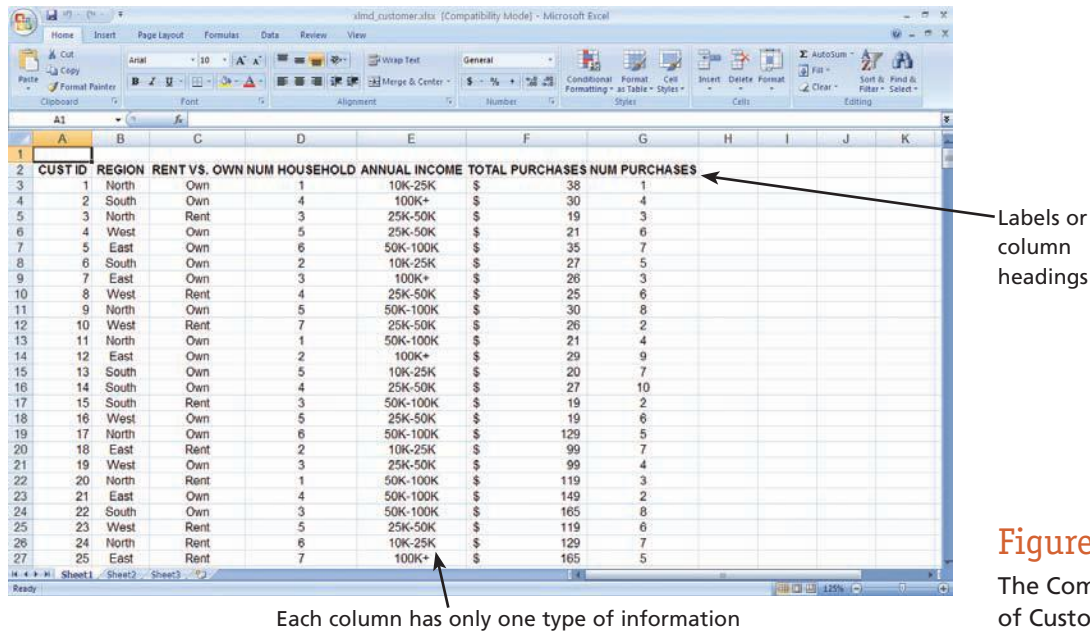 xlmd_customer.xlsx [Compatibility Mode] - Microsoft Excel
Home Insert Page Layout Formulas Data Review View
Cut
Copy
Format Painter
Paste
Arial 10
Wrap Text
Merge & Center
General
Conditional Formatting
Format as Table
Cell Styles
Insert Delete Format
AutoSum
Fill
Clear
Sort & Filter
Find & Select
Clipboard Font Alignment Number Styles Cells Editing
A1 fx
A B C D E F G H I J K
1
2 CUST ID REGION RENT VS. OWN NUM HOUSEHOLD ANNUAL INCOME TOTAL PURCHASES NUM PURCHASES
3 1 North Own 1 10K-25K $ 38 1
4 2 South Own 4 100K+ $ 30 4
5 3 North Rent 3 25K-50K $ 19 3
6 4 West Own 5 25K-50K $ 21 6
7 5 East Own 6 50K-100K $ 35 7
8 6 South Own 2 10K-25K $ 27 5
9 7 East Own 3 100K+ $ 26 3
10 8 West Rent 4 25K-50K $ 25 6
11 9 North Own 5 50K-100K $ 30 8
12 10 West Rent 7 25K-50K $ 26 2
13 11 North Own 1 50K-100K $ 21 4
14 12 East Own 2 100K+ $ 29 9
15 13 South Own 5 10K-25K $ 20 7
16 14 South Own 4 25K-50K $ 27 10
17 15 South Rent 3 50K-100K $ 19 2
18 16 West Own 5 25K-50K $ 19 6
19 17 North Own 6 50K-100K $ 129 5
20 18 East Rent 2 10K-25K $ 99 7
21 19 West Own 3 25K-50K $ 99 4
22 20 North Rent 1 50K-100K $ 119 3
23 21 East Own 4 50K-100K $ 149 2
24 22 South Own 3 50K-100K $ 165 8
25 23 West Rent 5 25K-50K $ 119 6
26 24 North Rent 6 10K-25K $ 129 7
27 25 East Rent 7 100K+ $ 165 5
Sheet1 Sheet2 Sheet3
Ready 125%
Labels or
column
headings
Each column has only one type of information
Figure
The Com
of Custo